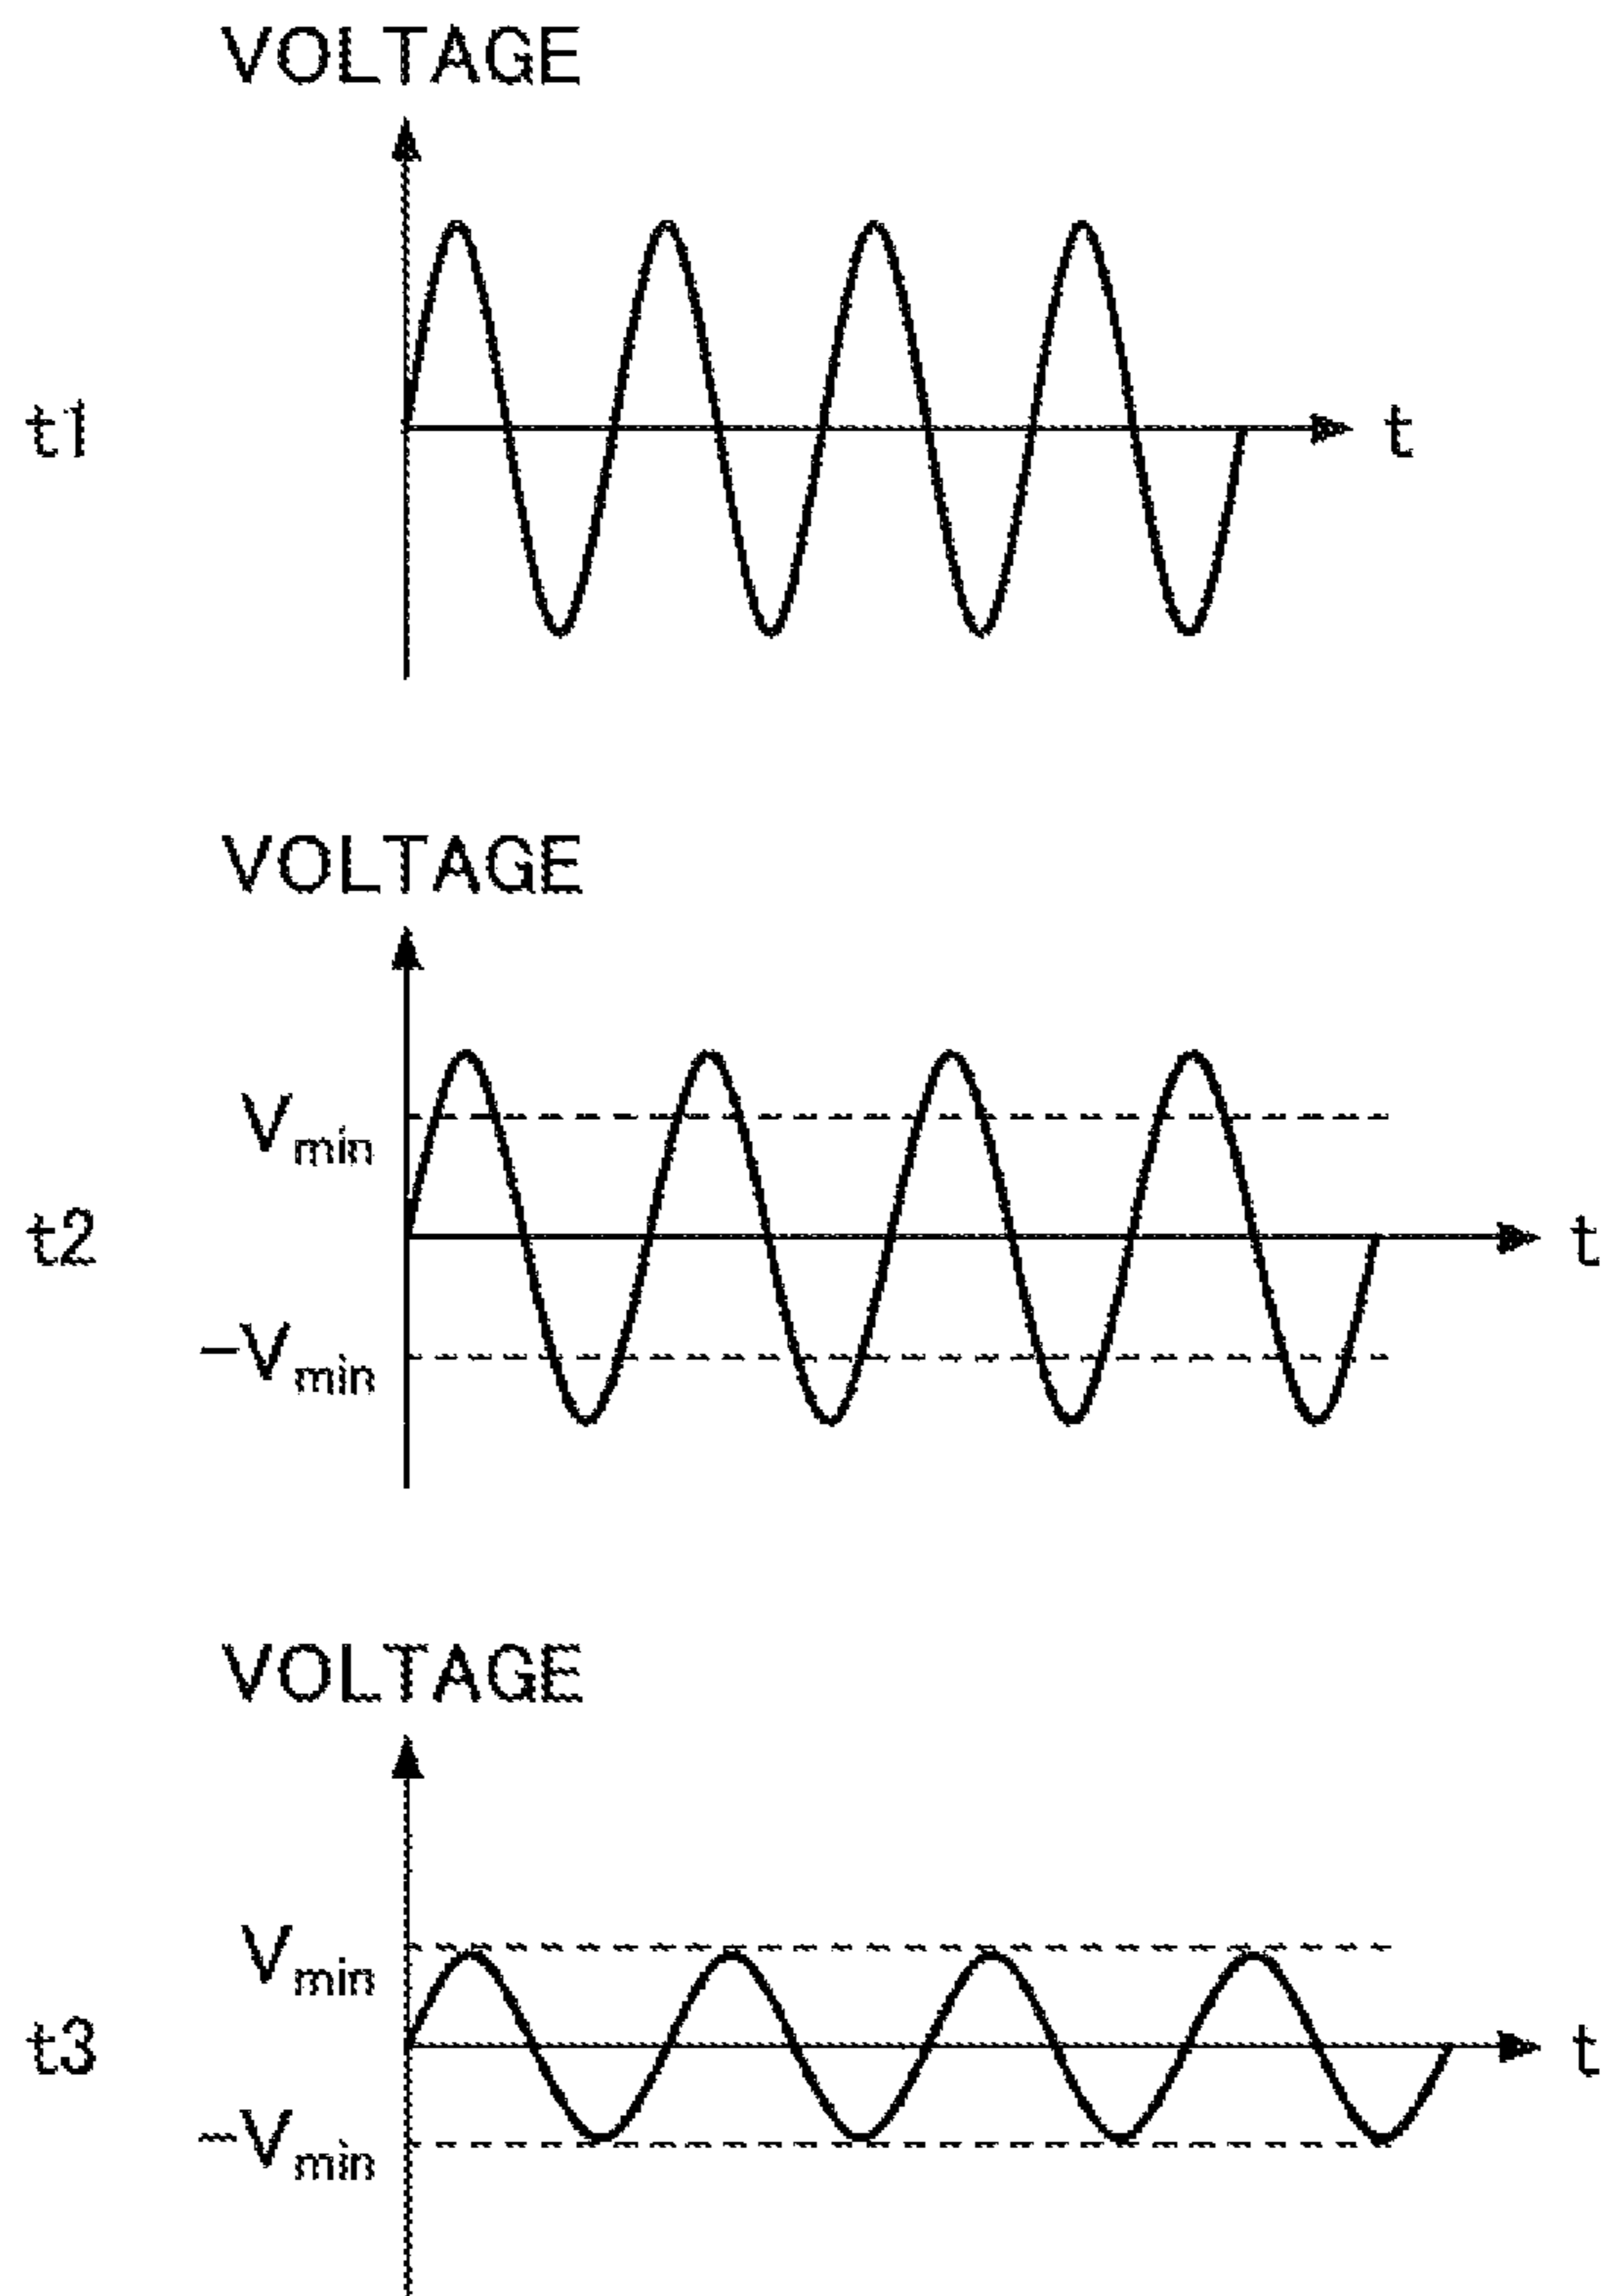 VOLTAGE
t1
t
VOLTAGE
Vmin
t2
t
-Vmin
VOLTAGE
Vmin
t3
t
-Vmin